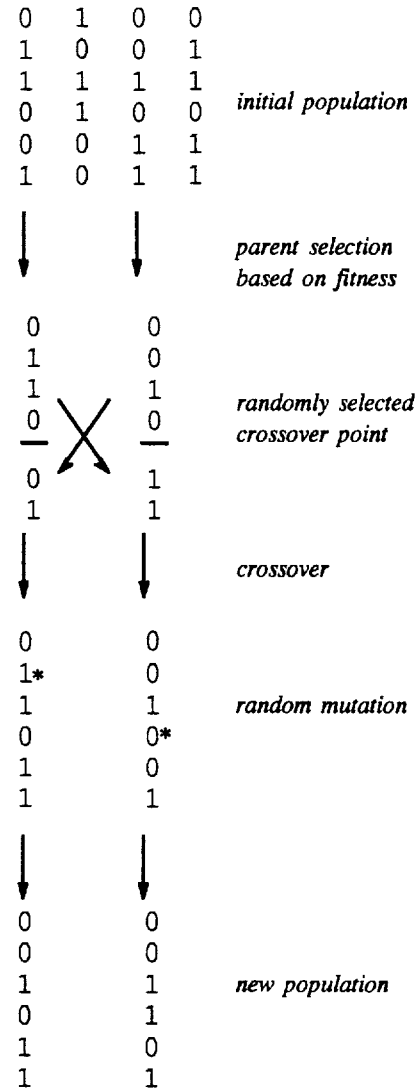 0 1 0 0
1 0 0 1
1 1 1 1
0 1 0 0
0 0 1 1
1 0 1 1
initial population
parent selection
based on fitness
0 0
1 0
1 1
0 0
0 1
1 1
randomly selected
crossover point
crossover
0 0
1* 0
1 1
0 0*
1 0
1 1
random mutation
0 0
0 0
1 1
0 1
1 0
1 1
new population